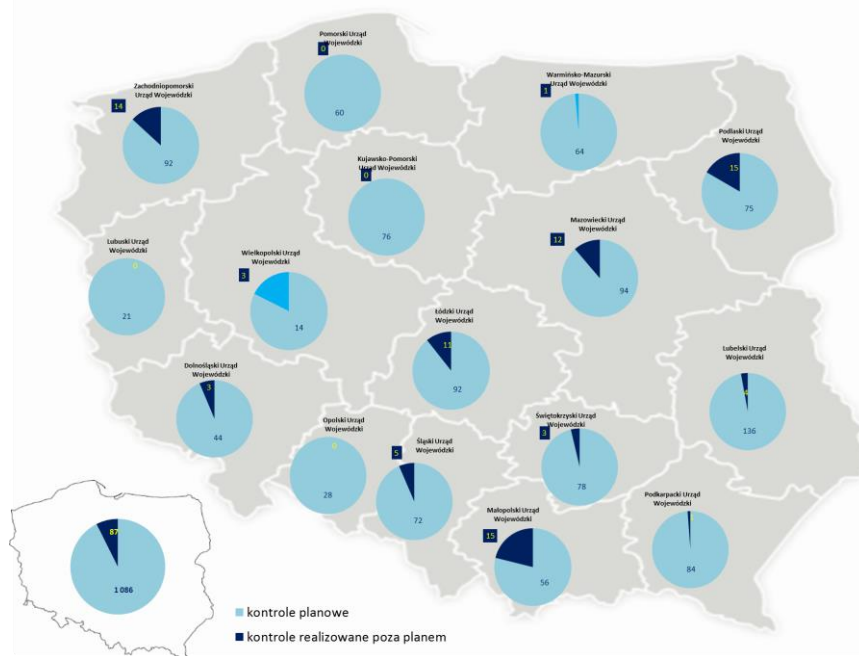 Pomorski Urząd
Wojewódzki
0
60
Warmińsko-Mazurski
Urząd Wojewódzki
1
64
Zachodniopomorski
Urząd Wojewódzki
14
92
Podlaski Urząd
Wojewódzki
15
75
Kujawsko-Pomorski
Urząd Wojewódzki
0
76
Mazowiecki Urząd
Wojewódzki
12
94
Lubuski Urząd
Wojewódzki
0
21
Wielkopolski Urząd
Wojewódzki
3
14
Łódzki Urząd
Wojewódzki
11
92
Lubelski Urząd
Wojewódzki
136
Dolnośląski Urząd
Wojewódzki
3
44
Opolski Urząd
Wojewódzki
0
28
Śląski Urząd
Wojewódzki
5
72
Świętokrzyski Urząd
Wojewódzki
3
78
Małopolski Urząd
Wojewódzki
15
56
Podkarpacki Urząd
Wojewódzki
84
87
1 086
kontrole planowe
kontrole realizowane poza planem